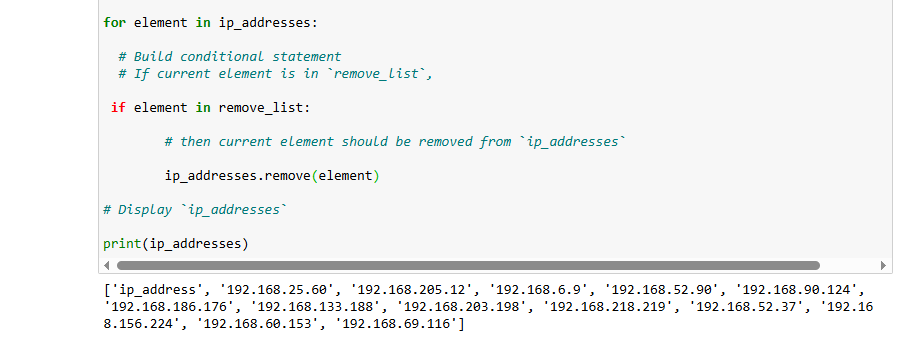 for element in ip_addresses:
# Build conditional statement
# If current element is in `remove_list`,
if element in remove_list:
# then current element should be removed from `ip_addresses`
ip_addresses.remove(element)
# Display `ip_addresses`
print(ip_addresses)
['ip_address', '192.168.25.60', '192.168.205.12', '192.168.6.9', '192.168.52.90', '192.168.90.124',
'192.168.186.176', '192.168.133.188', '192.168.203.198', '192.168.218.219', '192.168.52.37', '192.16
8.156.224', '192.168.60.153', '192.168.69.116']